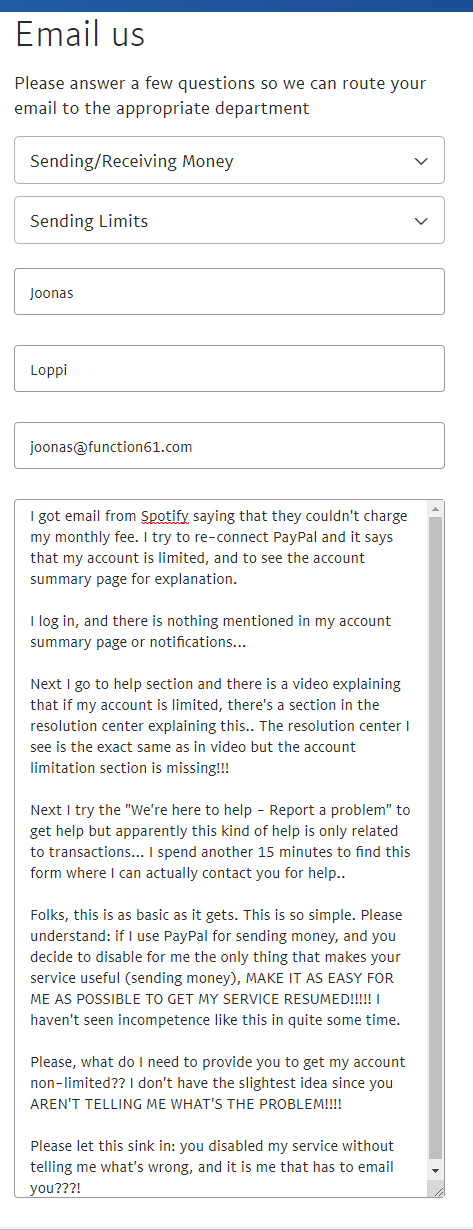 Email us
Please answer a few questions so we can route your
email to the appropriate department
Sending/Receiving Money
Sending Limits
Joonas
Loppi
joonas@function61.com
I got email from Spotify saying that they couldn't charge
my monthly fee. I try to re-connect PayPal and it says
that my account is limited, and to see the account
summary page for explanation.
I log in, and there is nothing mentioned in my account
summary page or notifications...
Next I go to help section and there is a video explaining
that if my account is limited, there's a section in the
resolution center explaining this.. The resolution center I
see is the exact same as in video but the account
limitation section is missing!!!
Next I try the "We're here to help - Report a problem" to
get help but apparently this kind of help is only related
to transactions... I spend another 15 minutes to find this
form where I can actually contact you for help..
Folks, this is as basic as it gets. This is so simple. Please
understand: if I use PayPal for sending money, and you
decide to disable for me the only thing that makes your
service useful (sending money), MAKE IT AS EASY FOR
ME AS POSSIBLE TO GET MY SERVICE RESUMED!!!!! I
haven't seen incompetence like this in quite some time.
Please, what do I need to provide you to get my account
non-limited?? I don't have the slightest idea since you
AREN'T TELLING ME WHAT'S THE PROBLEM!!!!
Please let this sink in: you disabled my service without
telling me what's wrong, and it is me that has to email
you???!